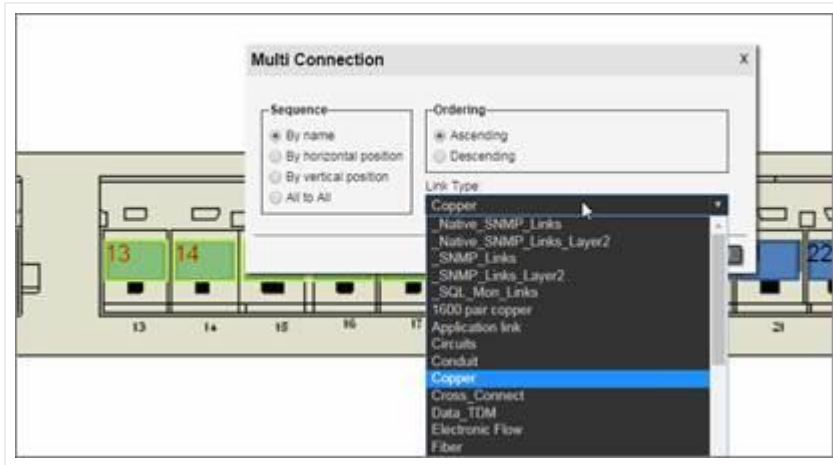 Multi Connection
X
Sequence
By name
By horizontal position
By vertical position
All to All
Ordering
Ascending
Descending
Link Type:
Copper
_Native_SNMP_Links
_Native_SNMP_Links_Layer2
_SNMP_Links
_SNMP_Links_Layer2
_SQL_Mon_Links
1600 pair copper
Application link
Circuits
Conduit
Copper
Cross_Connect
Data_TDM
Electronic Flow
Fiber
13
14
22
13
14
15
16
17
21